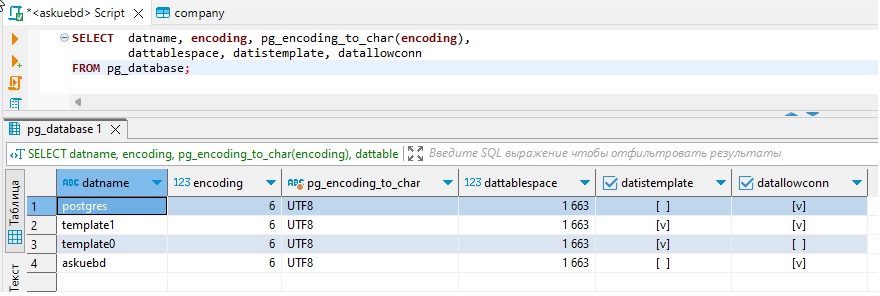 *<askuebd> Script company
SELECT datname, encoding, pg_encoding_to_char(encoding),
dattablespace, datistemplate, datallowconn
FROM pg_database;
pg_database 1
SELECT datname, encoding, pg_encoding_to_char(encoding), dattable Введите SQL выражение чтобы отфильтровать результаты
Таблица
Текст
ABC datname 123 encoding ABC pg_encoding_to_char 123 dattablespace datistemplate datallowconn
1 postgres 6 UTF8 1 663 [ ] [v]
2 template1 6 UTF8 1 663 [v] [v]
3 template0 6 UTF8 1 663 [v] [ ]
4 askuebd 6 UTF8 1 663 [ ] [v]